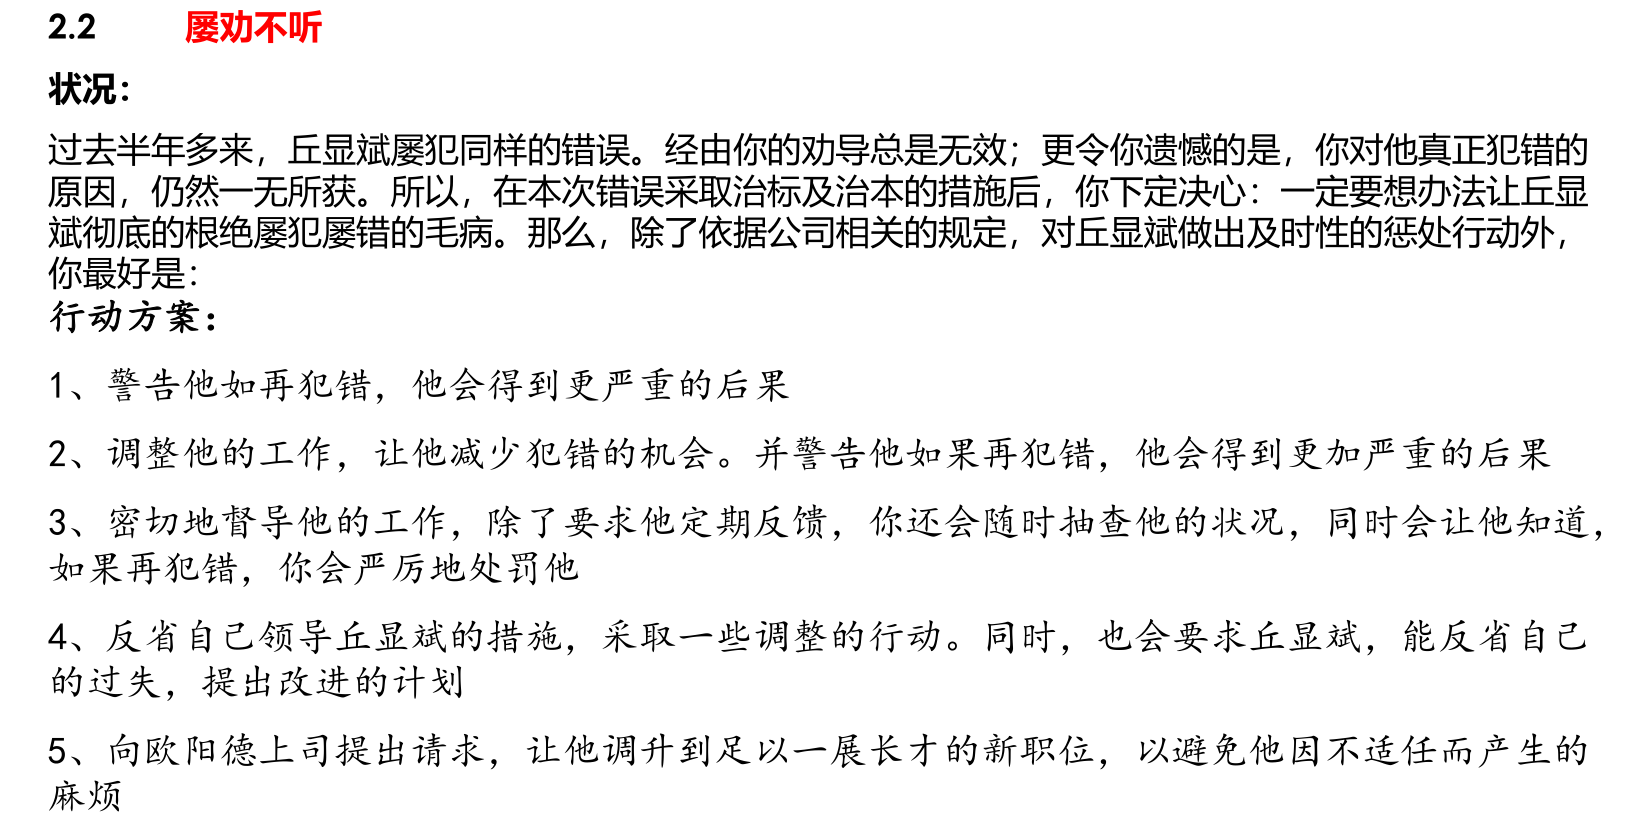 2.2 屡劝不听
状况：
过去半年多来，丘显斌屡犯同样的错误。经由你的劝导总是无效；更令你遗憾的是，你对他真正犯错的
原因，仍然一无所获。所以，在本次错误采取治标及治本的措施后，你下定决心：一定要想办法让丘显
斌彻底的根绝屡犯屡错的毛病。那么，除了依据公司相关的规定，对丘显斌做出及时性的惩处行动外，
你最好是：
行动方案：
1、警告他如再犯错，他会得到更严重的后果
2、调整他的工作，让他减少犯错的机会。并警告他如果再犯错，他会得到更加严重的后果
3、密切地督导他的工作，除了要求他定期反馈，你还会随时抽查他的状况，同时会让他知道，
如果再犯错，你会严厉地处罚他
4、反省自己领导丘显斌的措施，采取一些调整的行动。同时，也会要求丘显斌，能反省自己
的过失，提出改进的计划
5、向欧阳德上司提出请求，让他调升到足以一展长才的新职位，以避免他因不适任而产生的
麻烦